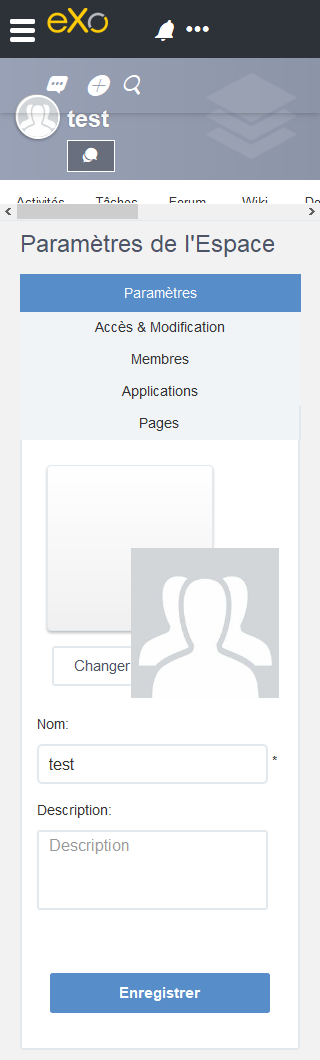 eXo
test
Activités Tâches Forum Wiki
Paramètres de l'Espace
Paramètres
Accès & Modification
Membres
Applications
Pages
Changer
Nom:
test *
Description:
Description
Enregistrer